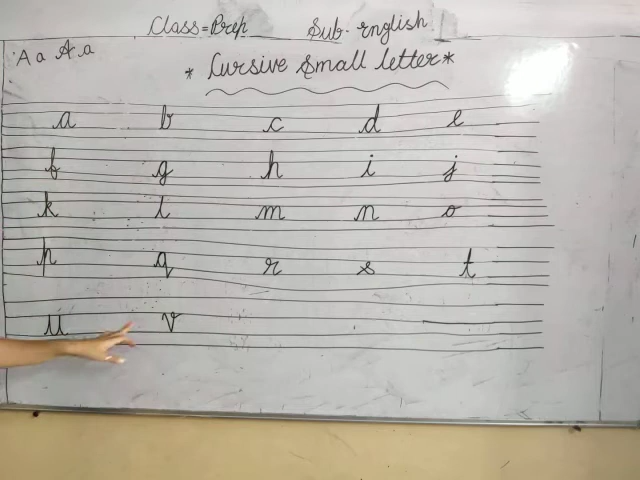 Class=Prep Sub-English
Aa Aa
* Cursive Small letter *
a b c d e
f g h i j
k l m n o
p q r s t
u v